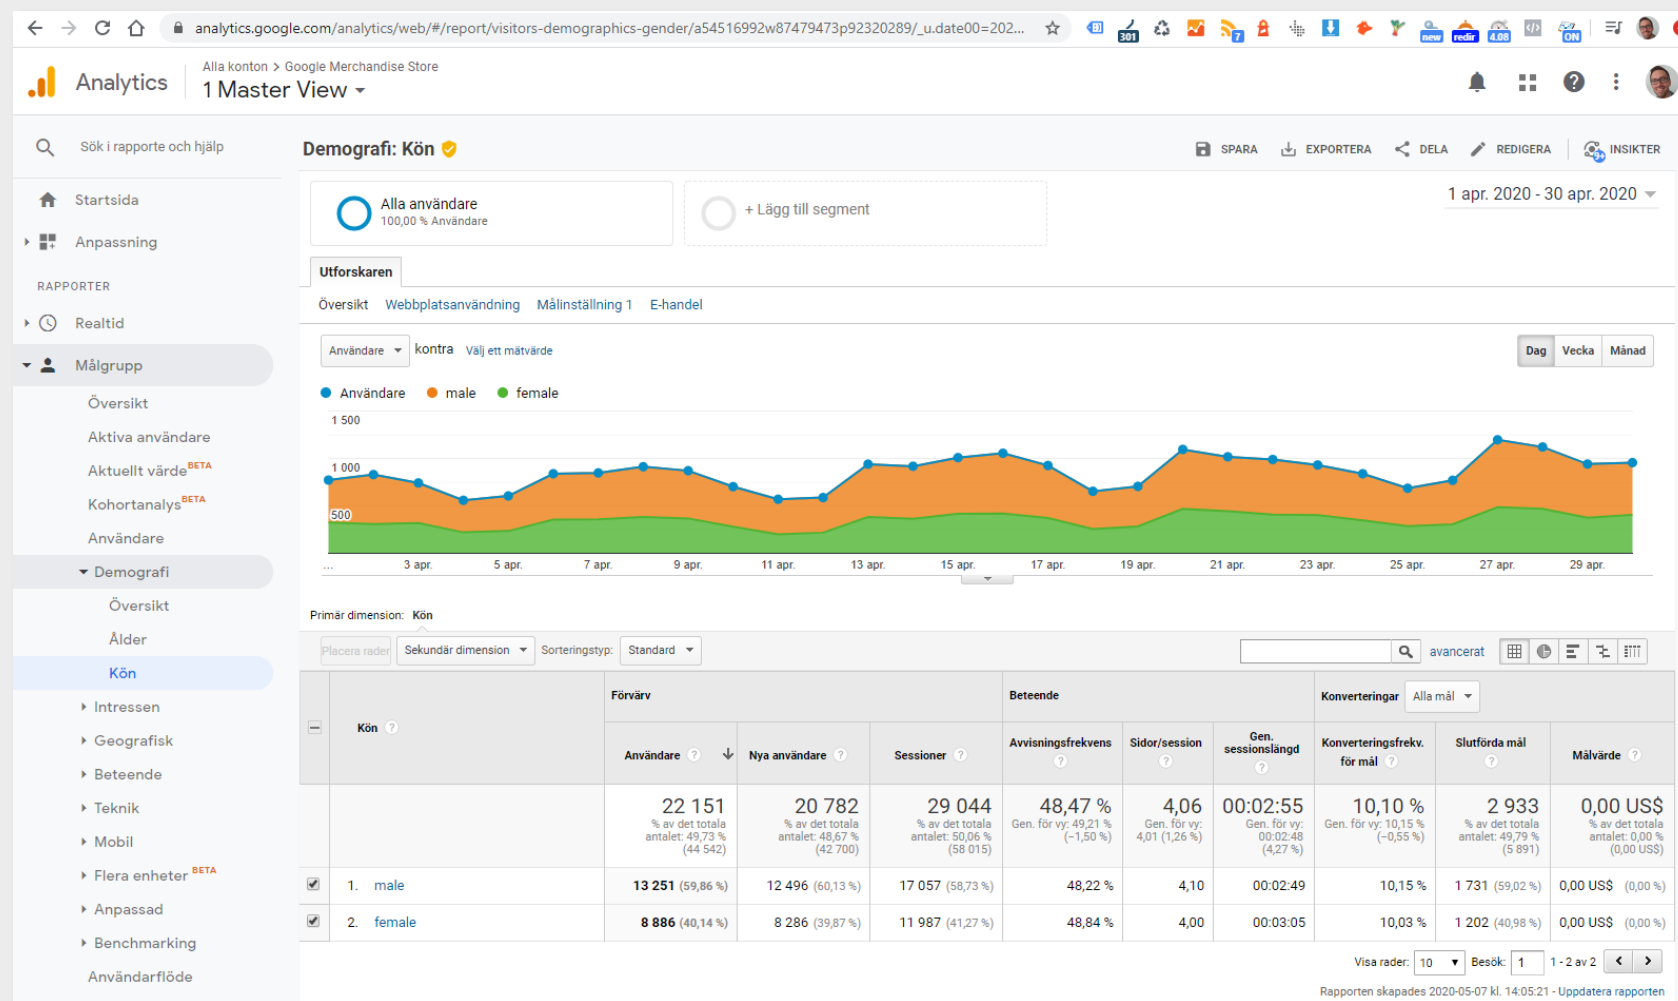 analytics.google.com/analytics/web/#/report/visitors-demographics-gender/a54516992w87479473p92320289/_u.date00=202...
301
7
new
redir
4.08
ON
Analytics
Alla konton > Google Merchandise Store
1 Master View
Sök i rapporte och hjälp
Startsida
Anpassning
RAPPORTER
Realtid
Målgrupp
Översikt
Aktiva användare
Aktuellt värde BETA
Kohortanalys BETA
Användare
Demografi
Översikt
Ålder
Kön
Intressen
Geografisk
Beteende
Teknik
Mobil
Flera enheter BETA
Anpassad
Benchmarking
Användarflöde
Demografi: Kön
SPARA
EXPORTERA
DELA
REDIGERA
INSIKTER
Alla användare
100,00 % Användare
+ Lägg till segment
1 apr. 2020 - 30 apr. 2020
Utforskaren
Översikt Webbplatsanvändning Målinställning 1 E-handel
Användare kontra Välj ett mätvärde
Dag Vecka Månad
Användare male female
1 500
1 000
500
... 3 apr. 5 apr. 7 apr. 9 apr. 11 apr. 13 apr. 15 apr. 17 apr. 19 apr. 21 apr. 23 apr. 25 apr. 27 apr. 29 apr.
Primär dimension: Kön
Placera rader Sekundär dimension Sorteringstyp: Standard
avancerat
Kön ?
Förvärv
Beteende
Konverteringar Alla mål
Användare ?
Nya användare ?
Sessioner ?
Avvisningsfrekvens ?
Sidor/session ?
Gen. sessionslängd ?
Konverteringsfrekv. för mål ?
Slutförda mål ?
Målvärde ?
22 151
% av det totala
antalet: 49,73 %
(44 542)
20 782
% av det totala
antalet: 48,67 %
(42 700)
29 044
% av det totala
antalet: 50,06 %
(58 015)
48,47 %
Gen. för vy: 49,21 %
(−1,50 %)
4,06
Gen. för vy:
4,01 (1,26 %)
00:02:55
Gen. för vy:
00:02:48
(4,27 %)
10,10 %
Gen. för vy: 10,15 %
(−0,55 %)
2 933
% av det totala
antalet: 49,79 %
(5 891)
0,00 US$
% av det totala
antalet: 0,00 %
(0,00 US$)
1. male 13 251 (59,86 %) 12 496 (60,13 %) 17 057 (58,73 %) 48,22 % 4,10 00:02:49 10,15 % 1 731 (59,02 %) 0,00 US$ (0,00 %)
2. female 8 886 (40,14 %) 8 286 (39,87 %) 11 987 (41,27 %) 48,84 % 4,00 00:03:05 10,03 % 1 202 (40,98 %) 0,00 US$ (0,00 %)
Visa rader: 10 Besök: 1 1 - 2 av 2
Rapporten skapades 2020-05-07 kl. 14:05:21 - Uppdatera rapporten